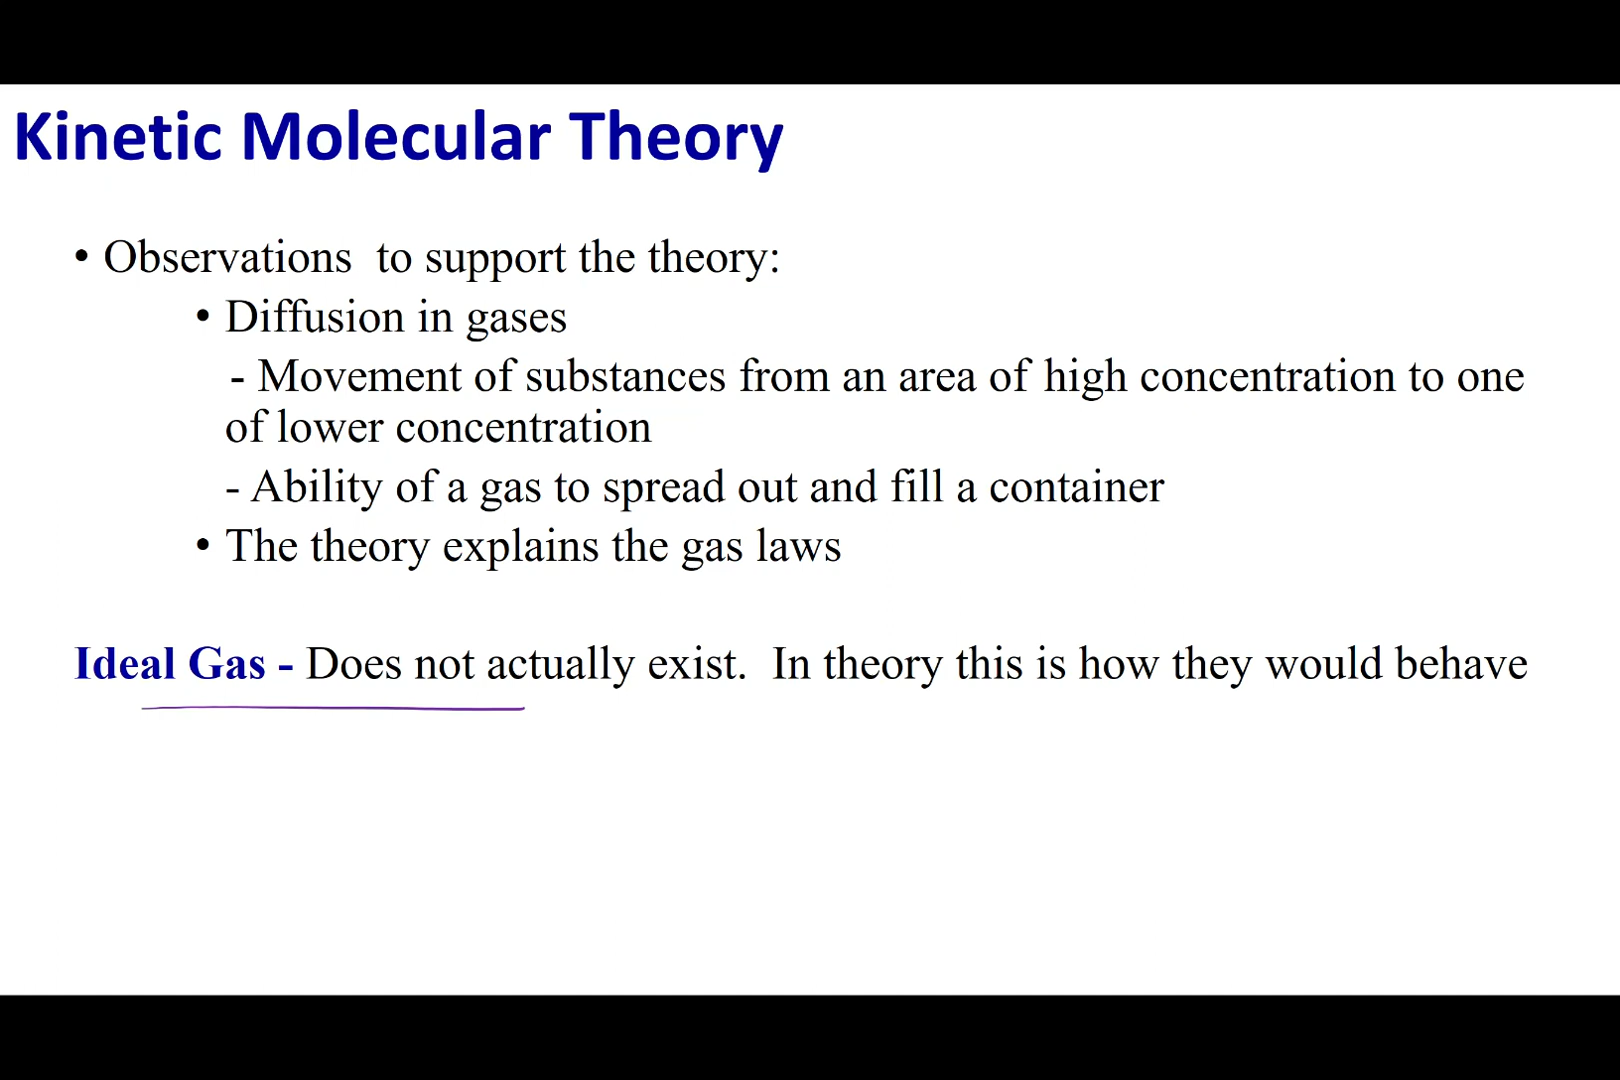 Kinetic Molecular Theory
• Observations  to support the theory:
• Diffusion in gases
- Movement of substances from an area of high concentration to one
of lower concentration
- Ability of a gas to spread out and fill a container
• The theory explains the gas laws
Ideal Gas - Does not actually exist.  In theory this is how they would behave